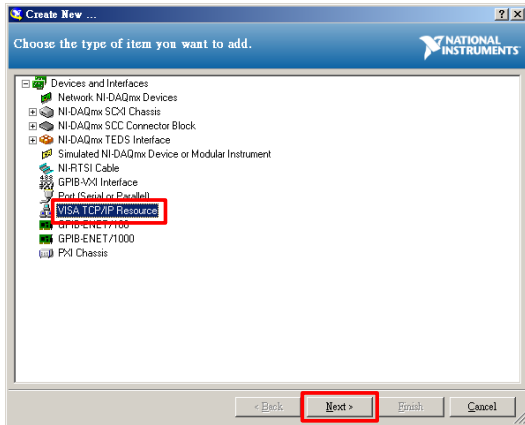 Create New ...
Choose the type of item you want to add.
NATIONAL
INSTRUMENTS
Devices and Interfaces
Network NI-DAQmx Devices
NI-DAQmx SCXI Chassis
NI-DAQmx SCC Connector Block
NI-DAQmx TEDS Interface
Simulated NI-DAQmx Device or Modular Instrument
NI-RTSI Cable
GPIB-VXI Interface
Port (Serial or Parallel)
VISA TCP/IP Resource
GPIB-ENET/100
GPIB-ENET/1000
PXI Chassis
< Back Next > Finish Cancel